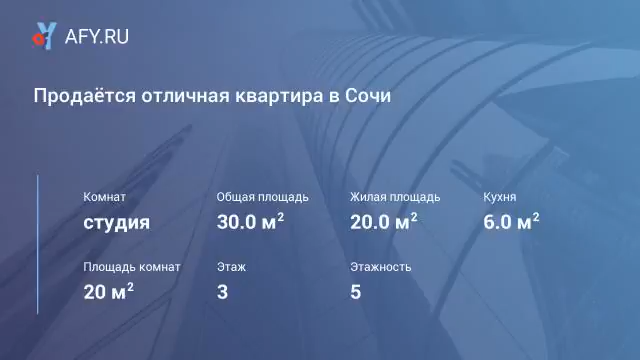 AFY.RU
Продаётся отличная квартира в Сочи
Комнат Общая площадь Жилая площадь Кухня
студия 30.0 м² 20.0 м² 6.0 м²
Площадь комнат Этаж Этажность
20 м² 3 5